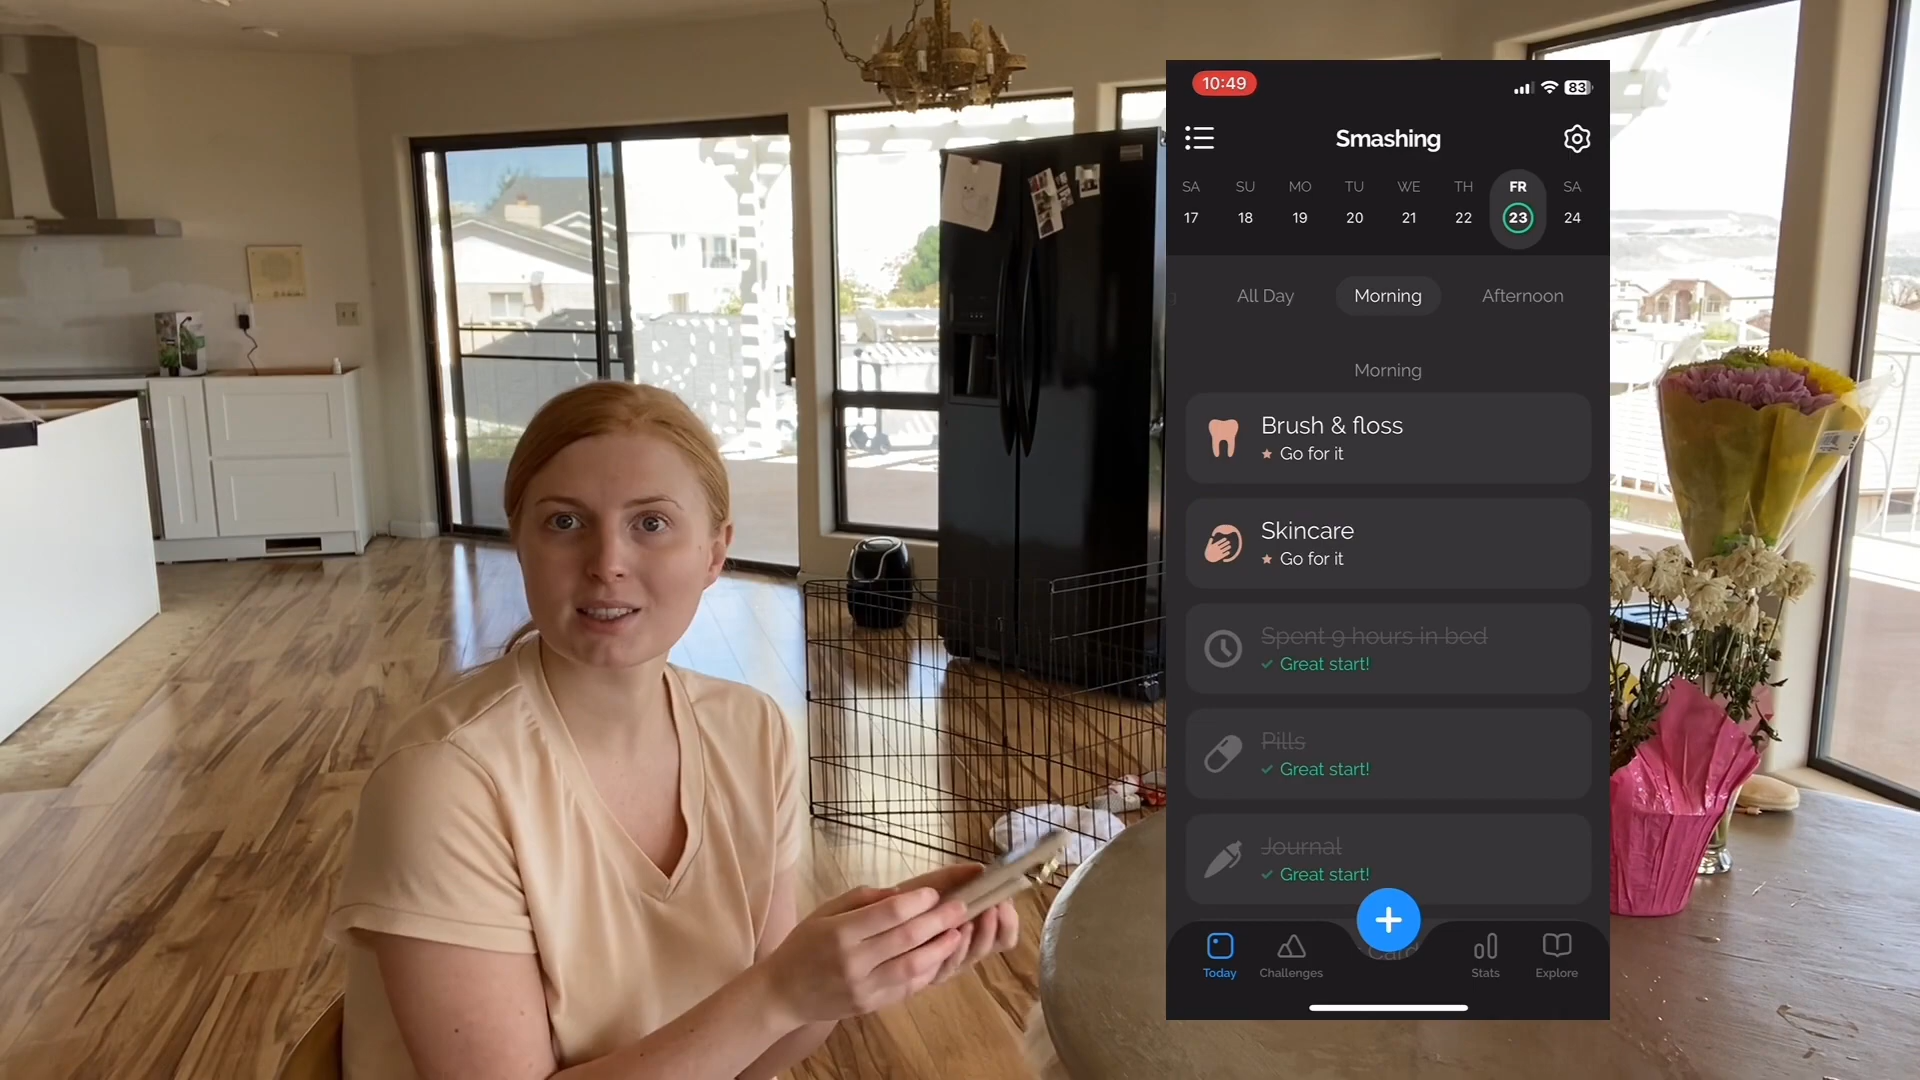 10:49
83
Smashing
SA SU MO TU WE TH FR SA
17 18 19 20 21 22 23 24
All Day Morning Afternoon
Morning
Brush & floss
Go for it
Skincare
Go for it
Spent 9 hours in bed
Great start!
Pills
Great start!
Journal
Great start!
Today Challenges Stats Explore